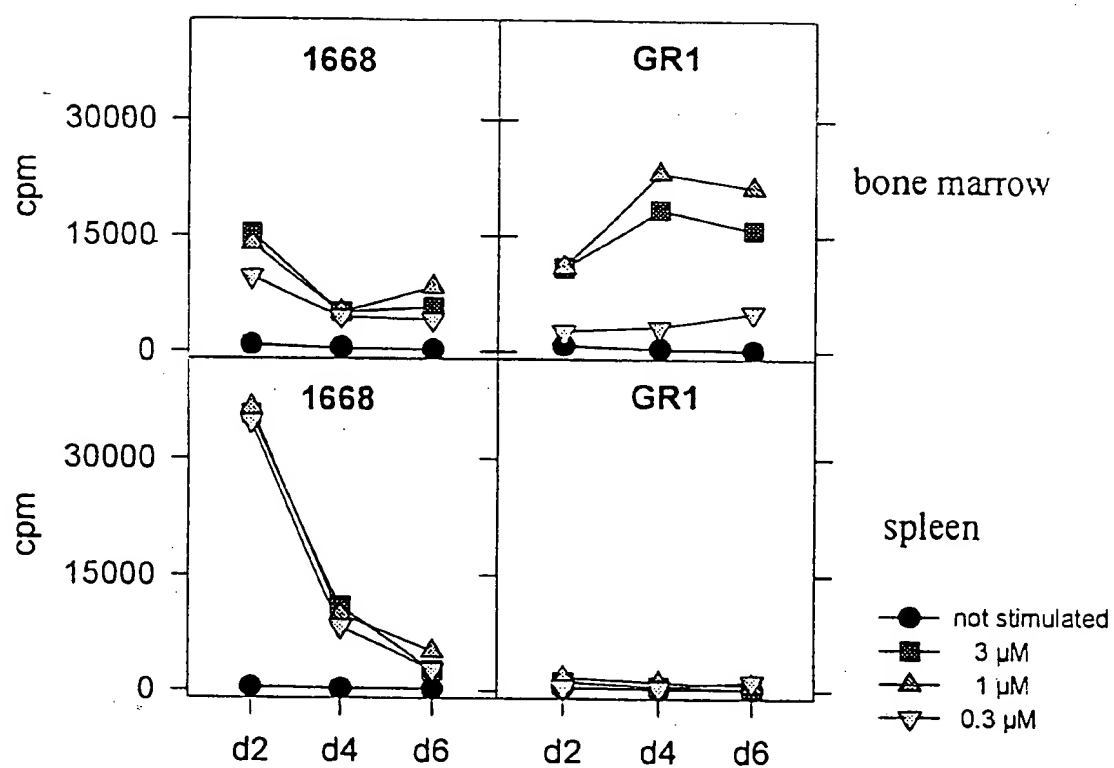 1668 GR1
30000
15000
0
cpm
bone marrow
1668 GR1
30000
15000
0
cpm
spleen
not stimulated
3 µM
1 µM
0.3 µM
d2 d4 d6 d2 d4 d6